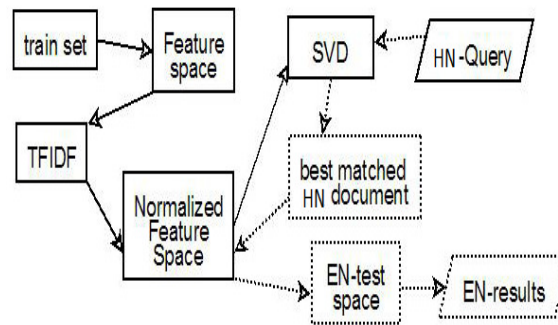 train set
Feature
space
SVD
HN-Query
TFIDF
best matched
HN document
Normalized
Feature
Space
EN-test
space
EN-results